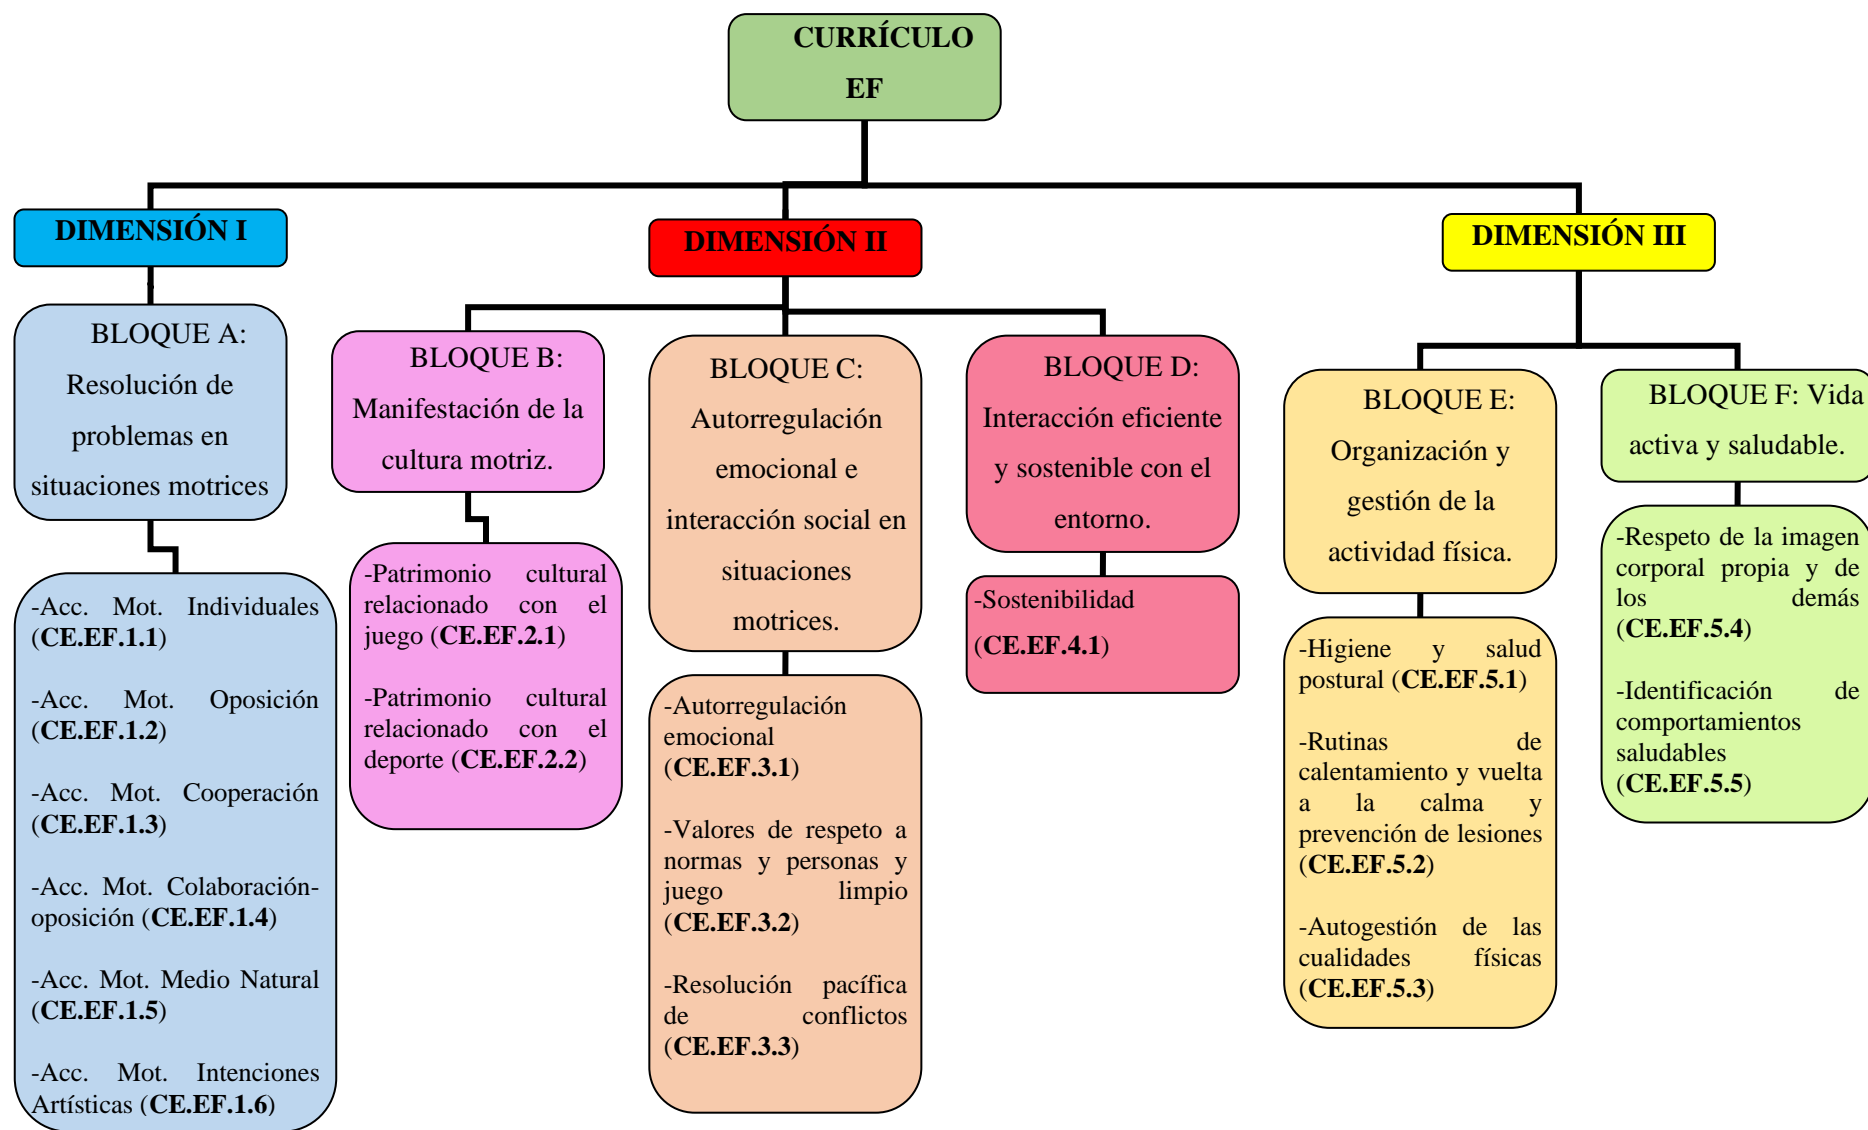 CURRÍCULO
EF
DIMENSIÓN I
DIMENSIÓN II
DIMENSIÓN III
BLOQUE A:
Resolución de
problemas en
situaciones motrices
-Acc. Mot. Individuales
(CE.EF.1.1)
-Acc. Mot. Oposición
(CE.EF.1.2)
-Acc. Mot. Cooperación
(CE.EF.1.3)
-Acc. Mot. Colaboración-
oposición (CE.EF.1.4)
-Acc. Mot. Medio Natural
(CE.EF.1.5)
-Acc. Mot. Intenciones
Artísticas (CE.EF.1.6)
BLOQUE B:
Manifestación de la
cultura motriz.
-Patrimonio cultural
relacionado con el
juego (CE.EF.2.1)
-Patrimonio cultural
relacionado con el
deporte (CE.EF.2.2)
BLOQUE C:
Autorregulación
emocional e
interacción social en
situaciones
motrices.
-Autorregulación
emocional
(CE.EF.3.1)
-Valores de respeto a
normas y personas y
juego limpio
(CE.EF.3.2)
-Resolución pacífica
de conflictos
(CE.EF.3.3)
BLOQUE D:
Interacción eficiente
y sostenible con el
entorno.
-Sostenibilidad
(CE.EF.4.1)
BLOQUE E:
Organización y
gestión de la
actividad física.
-Higiene y salud
postural (CE.EF.5.1)
-Rutinas de
calentamiento y vuelta
a la calma y
prevención de lesiones
(CE.EF.5.2)
-Autogestión de las
cualidades físicas
(CE.EF.5.3)
BLOQUE F: Vida
activa y saludable.
-Respeto de la imagen
corporal propia y de
los demás
(CE.EF.5.4)
-Identificación de
comportamientos
saludables
(CE.EF.5.5)